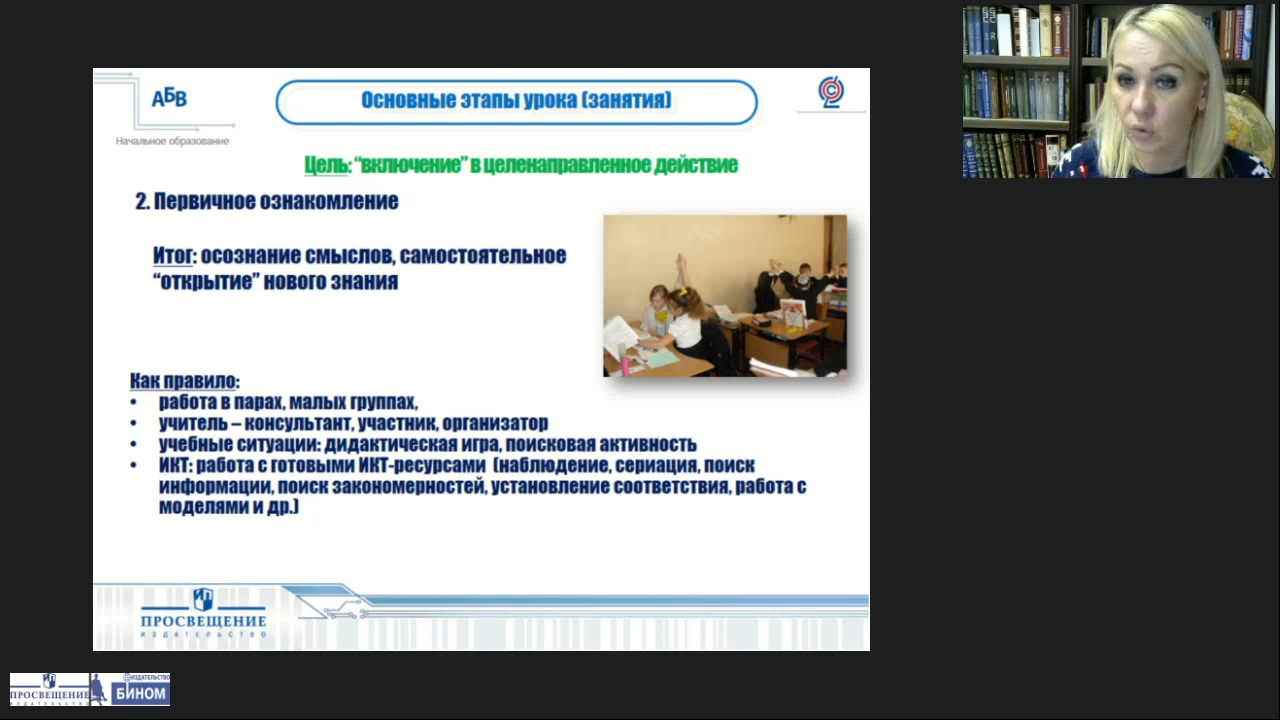 АБВ
Начальное образование
Основные этапы урока (занятия)
Цель: “включение” в целенаправленное действие
2. Первичное ознакомление
Итог: осознание смыслов, самостоятельное
“открытие” нового знания
Как правило:
• работа в парах, малых группах,
• учитель – консультант, участник, организатор
• учебные ситуации: дидактическая игра, поисковая активность
• ИКТ: работа с готовыми ИКТ-ресурсами (наблюдение, сериация, поиск
информации, поиск закономерностей, установление соответствия, работа с
моделями и др.)
ПРОСВЕЩЕНИЕ
ИЗДАТЕЛЬСТВО
ПРОСВЕЩЕНИЕ
ИЗДАТЕЛЬСТВО
ИЗДАТЕЛЬСТВО
БИНОМ